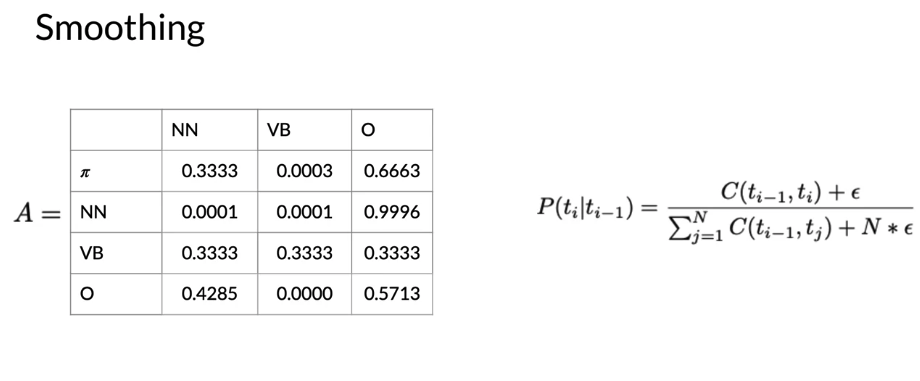 Smoothing
NN VB O
π 0.3333 0.0003 0.6663
A = NN 0.0001 0.0001 0.9996
VB 0.3333 0.3333 0.3333
O 0.4285 0.0000 0.5713
P(t_i|t_{i-1}) = \frac{C(t_{i-1}, t_i) + ϵ}{\sum_{j=1}^{N} C(t_{i-1}, t_j) + N * ϵ}